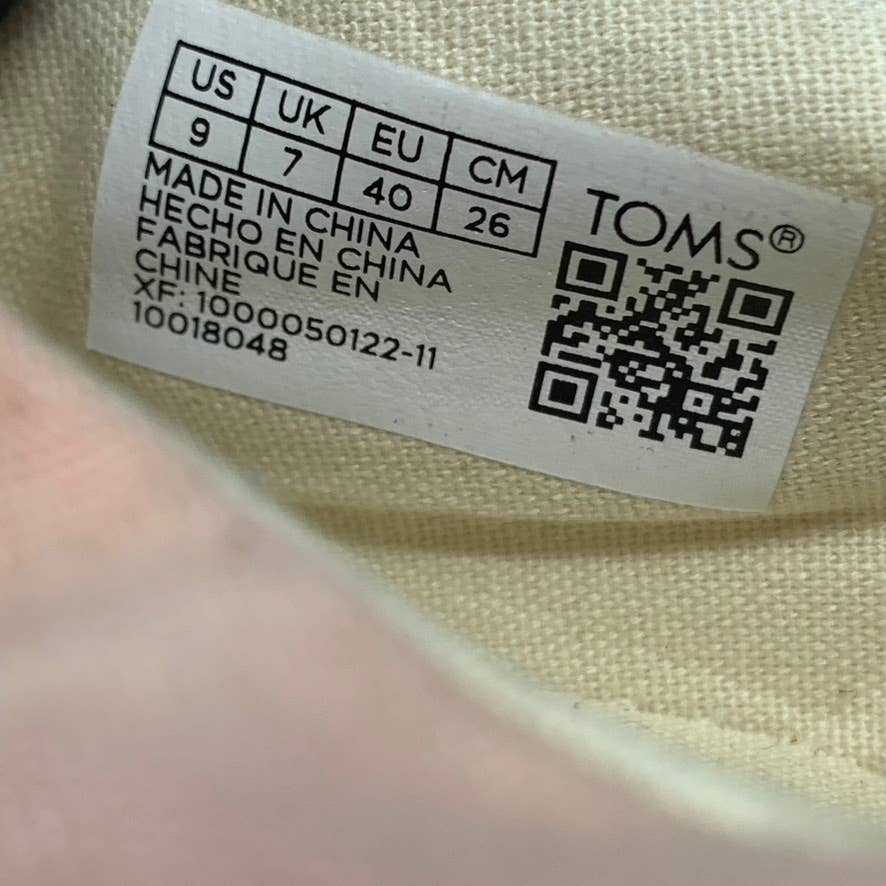 US UK EU CM
9 7 40 26
MADE IN CHINA
HECHO EN CHINA
FABRIQUE EN
CHINE
XF: 1000050122-11
10018048
TOMS®